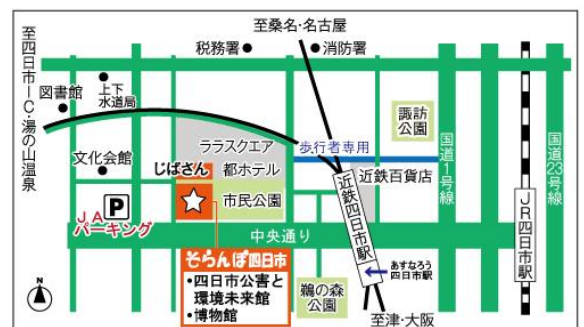 至桑名・名古屋
税務署
消防署
至四日市IC・湯の山温泉
図書館
上下
水道局
諏訪
公園
国道1号線
国道23号線
ララスクエア
歩行者専用
文化会館
じばさん
都ホテル
近鉄百貨店
近鉄四日市駅
JR四日市駅
P
JA
パーキング
市民公園
中央通り
そらんぽ四日市
・四日市公害と
環境未来館
・博物館
あすなろう
四日市駅
鵜の森
公園
N
至津・大阪